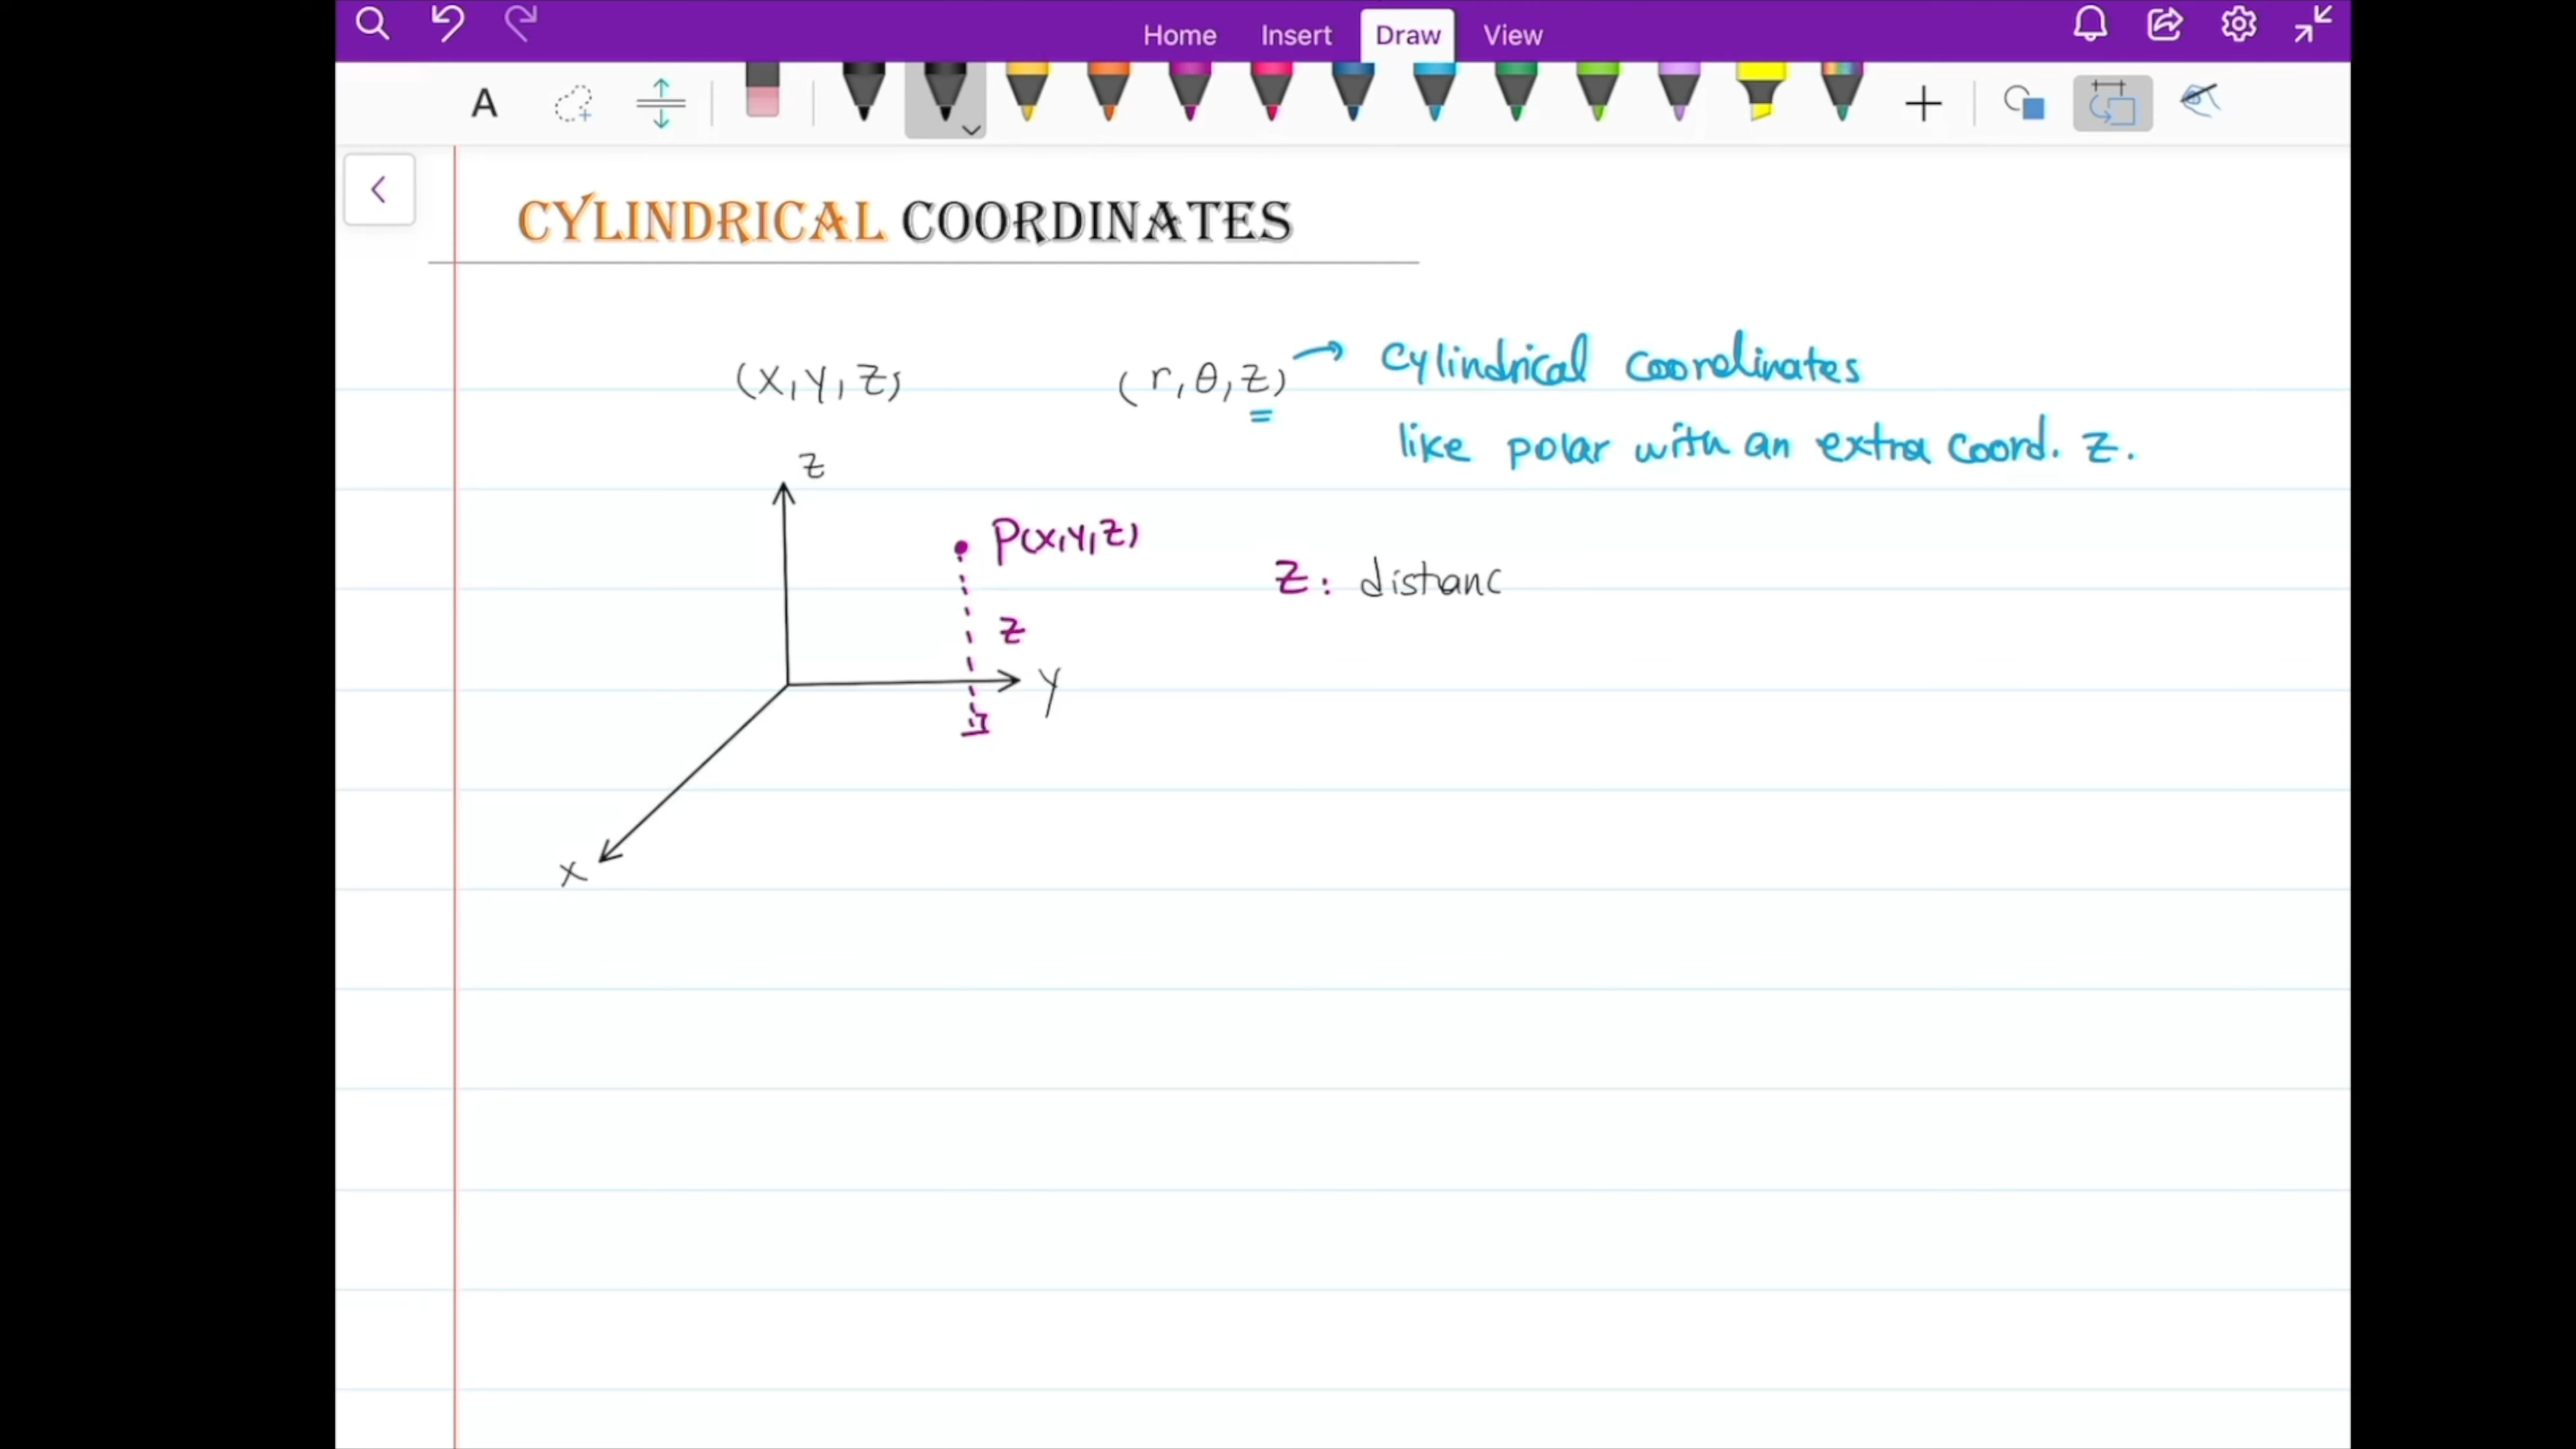 Home Insert Draw View
A
CYLINDRICAL COORDINATES
(x, y, z) (r, θ, z) → Cylindrical coordinates
=
like polar with an extra coord. z.
z
P(x, y, z)
z: distanc
z
y
x